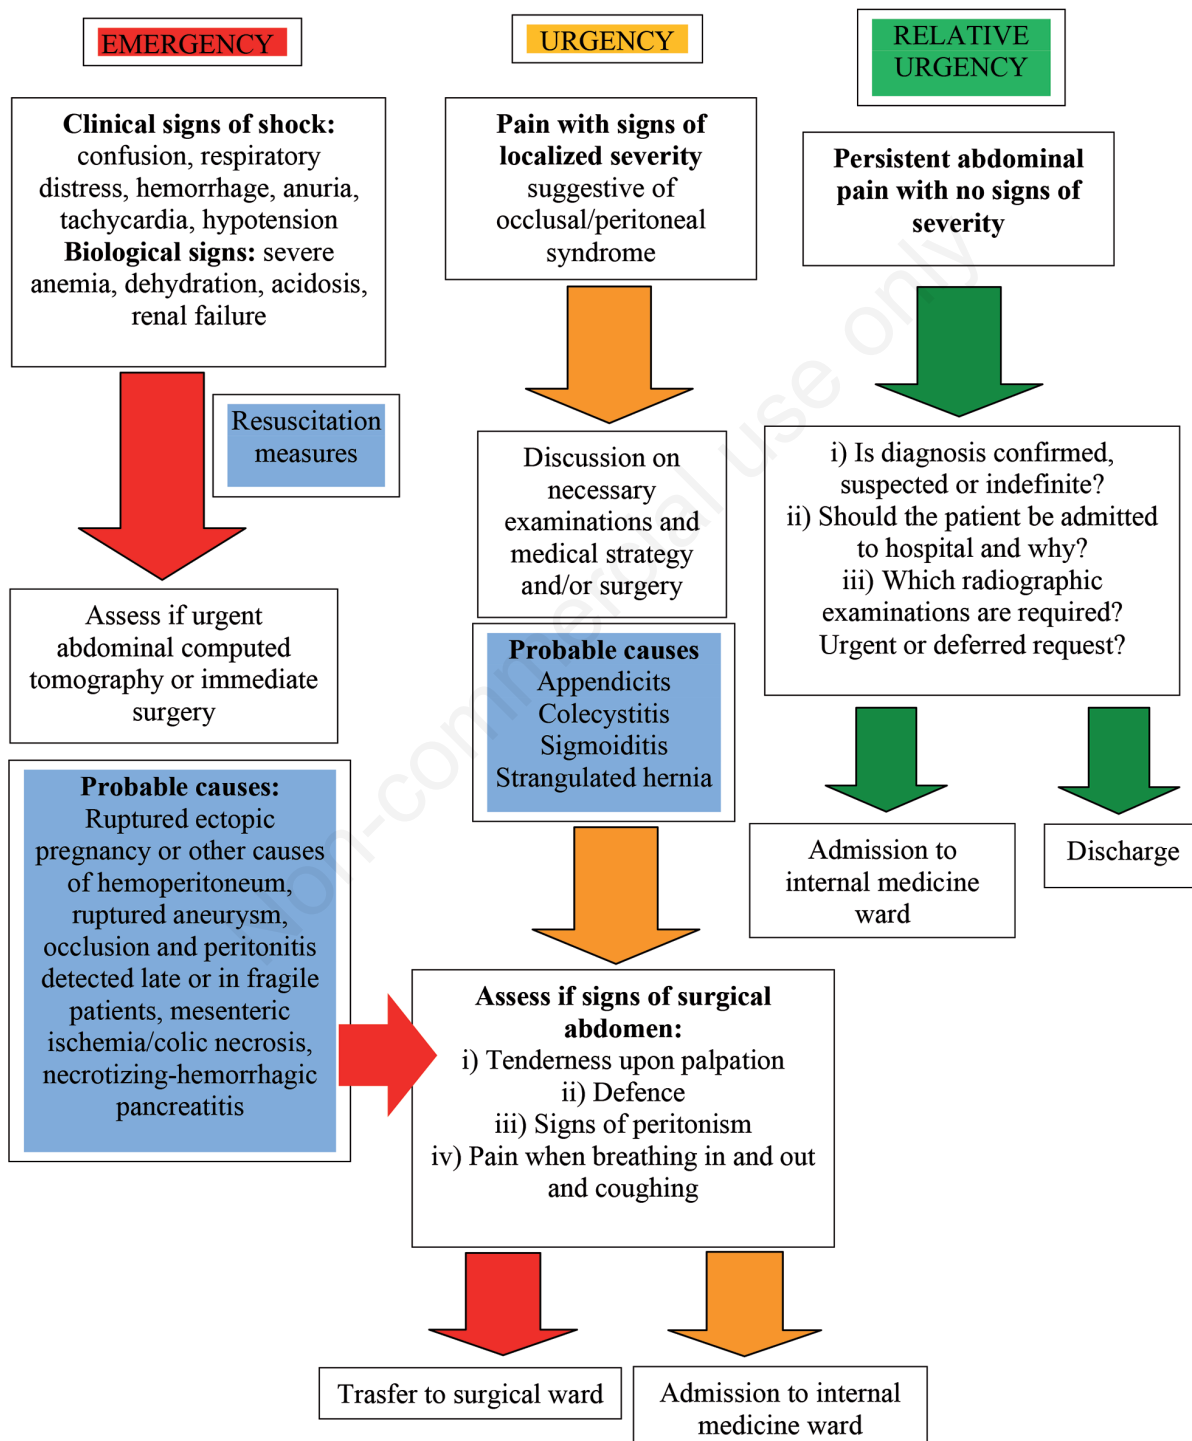 EMERGENCY
Clinical signs of shock:
confusion, respiratory
distress, hemorrhage, anuria,
tachycardia, hypotension
Biological signs: severe
anemia, dehydration, acidosis,
renal failure
Resuscitation
measures
Assess if urgent
abdominal computed
tomography or immediate
surgery
Probable causes:
Ruptured ectopic
pregnancy or other causes
of hemoperitoneum,
ruptured aneurysm,
occlusion and peritonitis
detected late or in fragile
patients, mesenteric
ischemia/colic necrosis,
necrotizing-hemorrhagic
pancreatitis
URGENCY
Pain with signs of
localized severity
suggestive of
occlusal/peritoneal
syndrome
Discussion on
necessary
examinations and
medical strategy
and/or surgery
Probable causes
Appendicits
Colecystitis
Sigmoiditis
Strangulated hernia
Assess if signs of surgical
abdomen:
i) Tenderness upon palpation
ii) Defence
iii) Signs of peritonism
iv) Pain when breathing in and out
and coughing
Trasfer to surgical ward
Admission to internal
medicine ward
RELATIVE
URGENCY
Persistent abdominal
pain with no signs of
severity
i) Is diagnosis confirmed,
suspected or indefinite?
ii) Should the patient be admitted
to hospital and why?
iii) Which radiographic
examinations are required?
Urgent or deferred request?
Admission to
internal medicine
ward
Discharge
Non-commercial use only